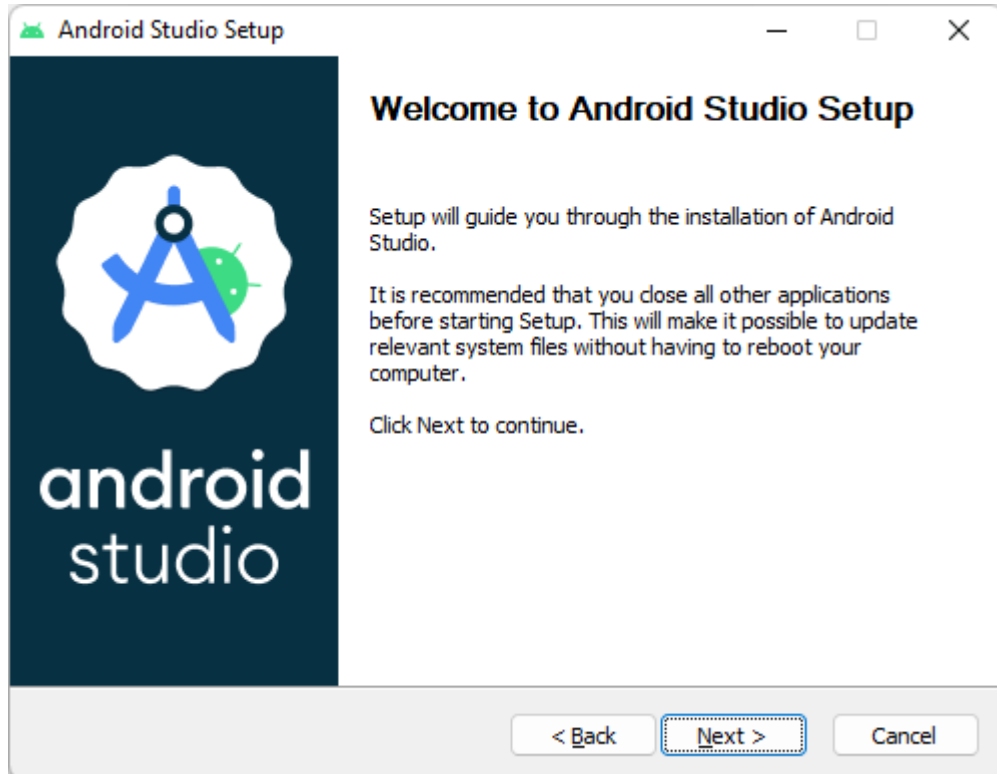 Android Studio Setup
Welcome to Android Studio Setup
Setup will guide you through the installation of Android
Studio.
It is recommended that you close all other applications
before starting Setup. This will make it possible to update
relevant system files without having to reboot your
computer.
Click Next to continue.
android
studio
< Back
Next >
Cancel